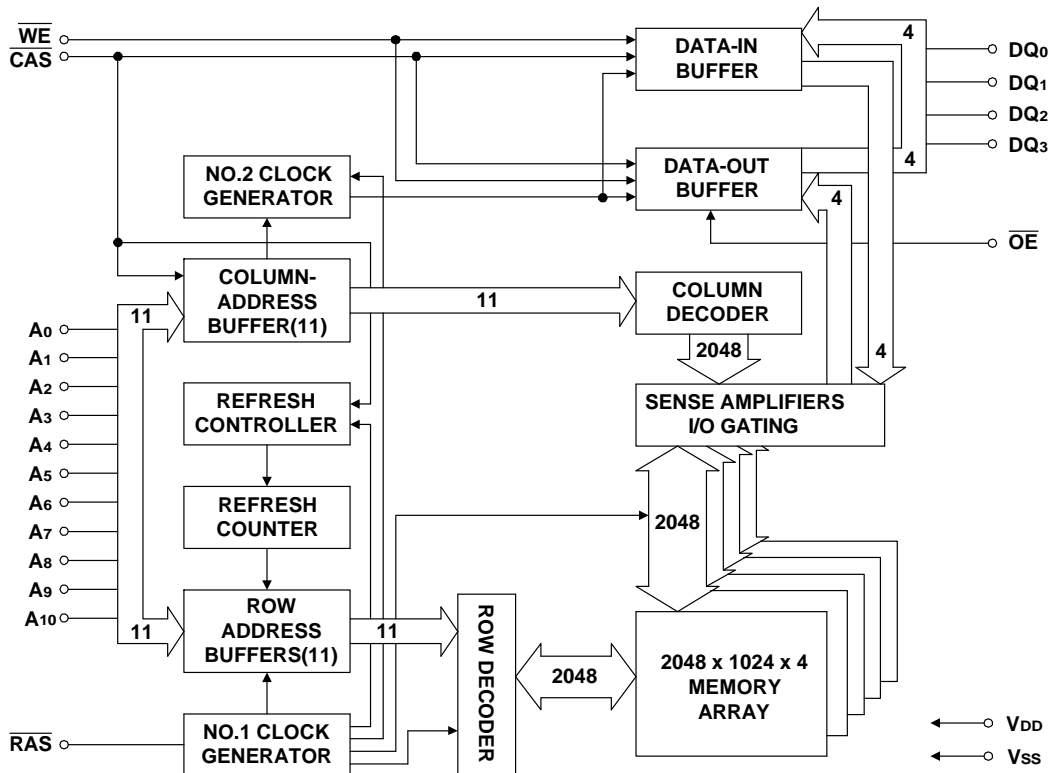 WE
CAS
DATA-IN
BUFFER
4
DQ0
DQ1
DQ2
DQ3
NO.2 CLOCK
GENERATOR
DATA-OUT
BUFFER
4
4
OE
COLUMN-
ADDRESS
BUFFER(11)
11
11
COLUMN
DECODER
2048
4
A0
A1
A2
A3
A4
A5
A6
A7
A8
A9
A10
REFRESH
CONTROLLER
SENSE AMPLIFIERS
I/O GATING
REFRESH
COUNTER
2048
11
ROW
ADDRESS
BUFFERS(11)
11
ROW DECODER
2048
2048 x 1024 x 4
MEMORY
ARRAY
RAS
NO.1 CLOCK
GENERATOR
VDD
VSS